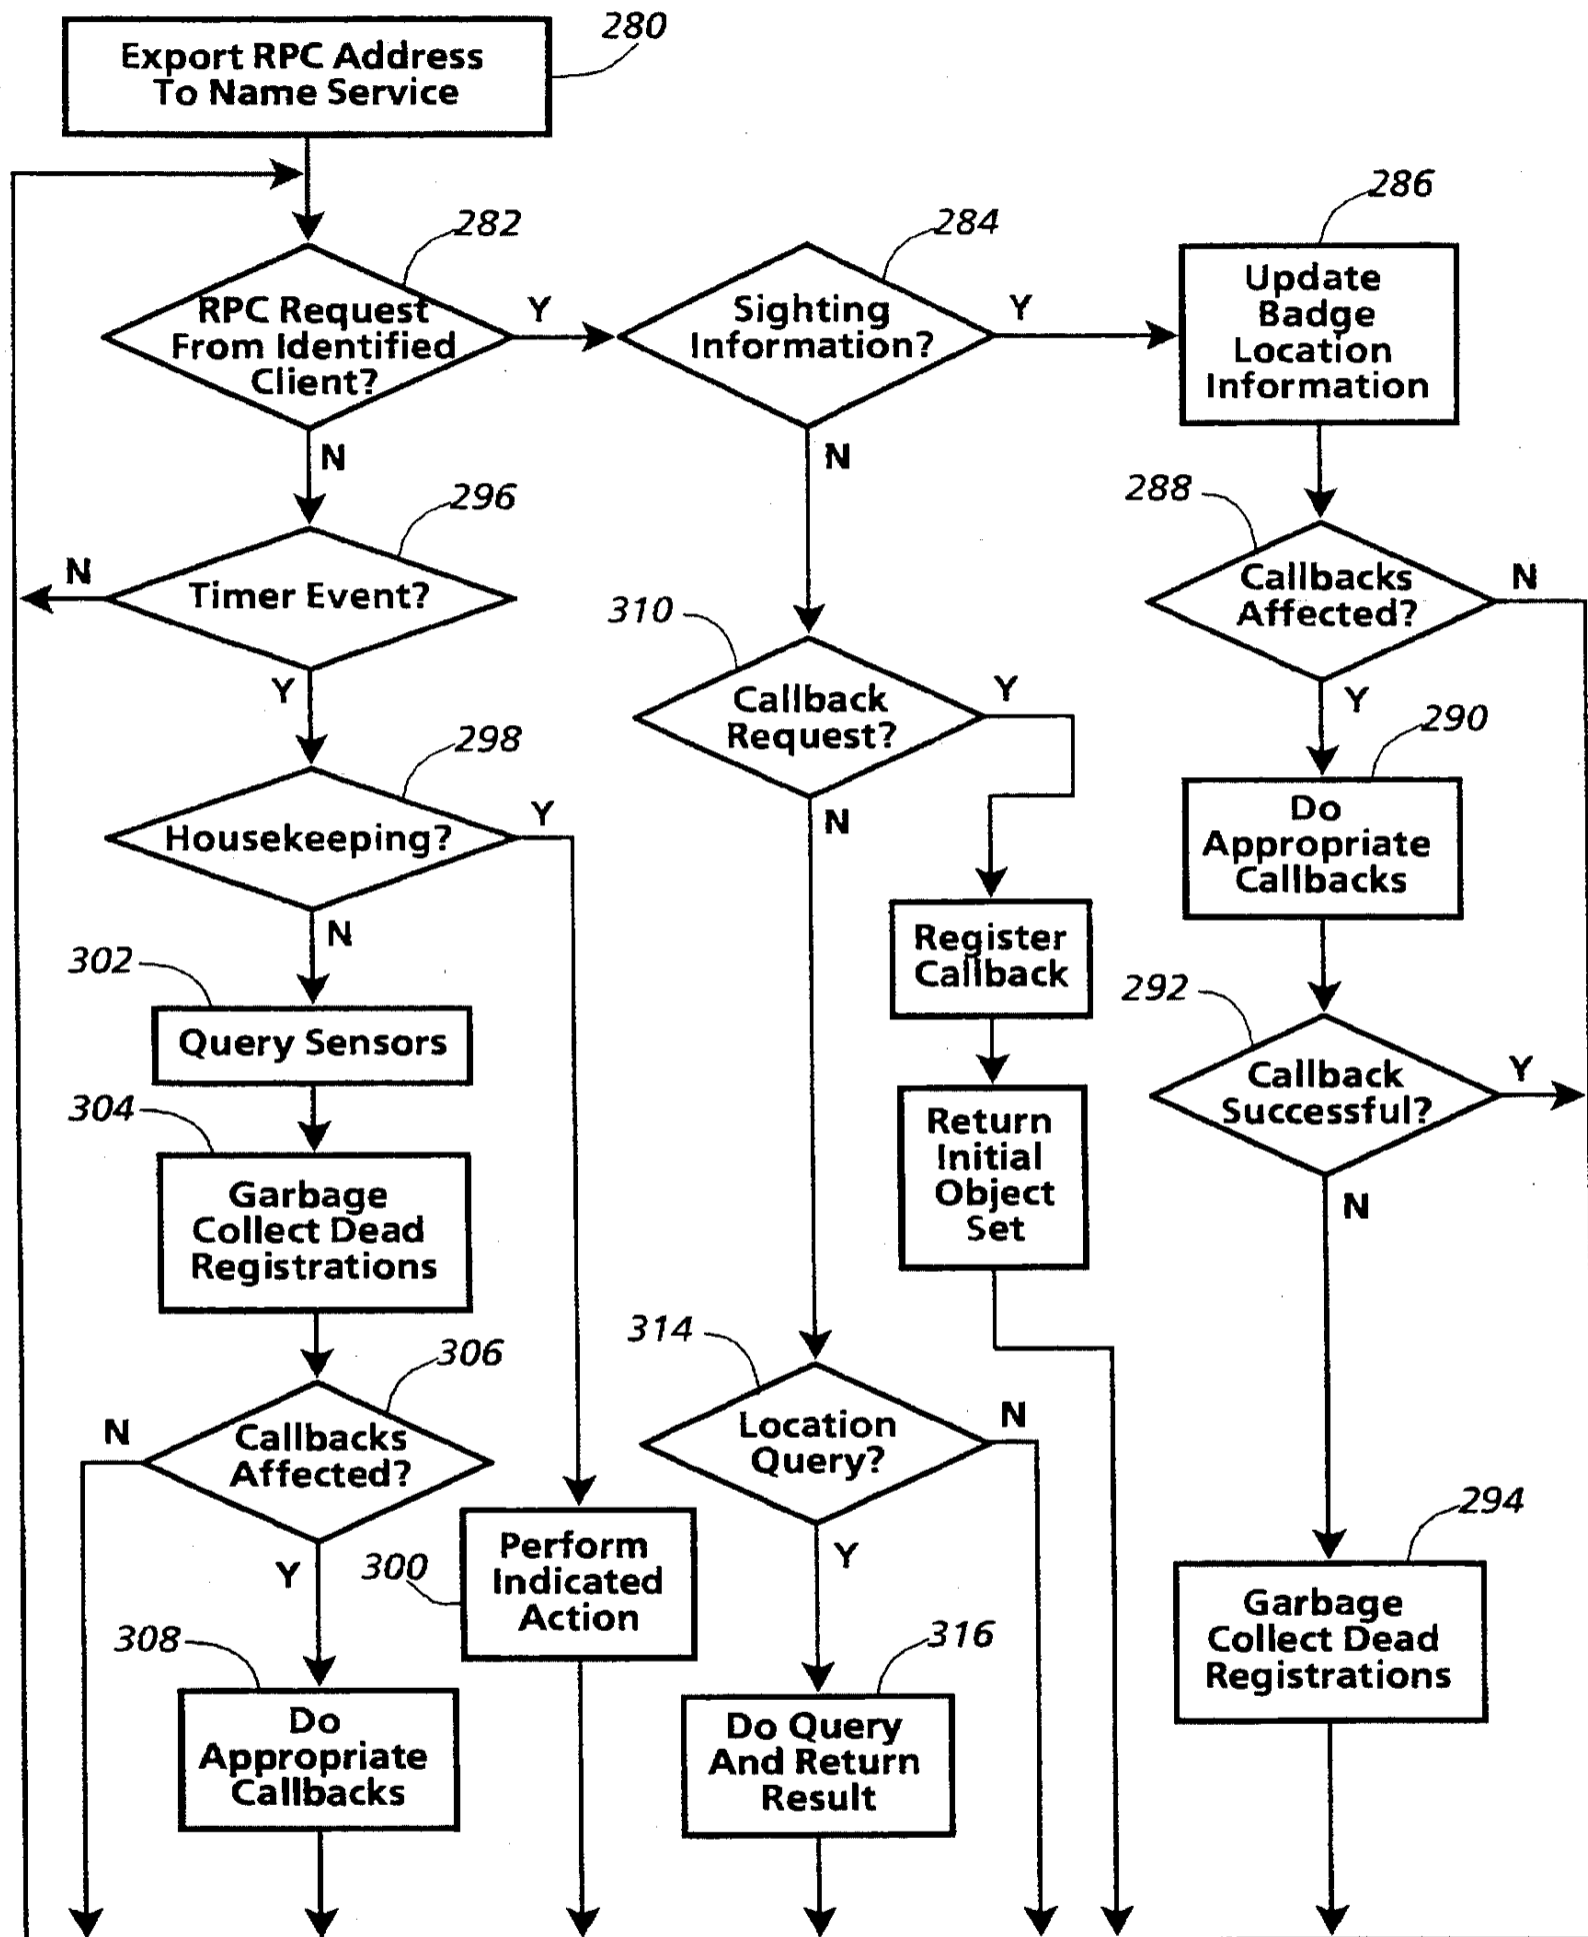 280
Export RPC Address
To Name Service
282
RPC Request
From Identified
Client?
Y
N
284
Sighting
Information?
Y
N
286
Update
Badge
Location
Information
296
Timer Event?
N
Y
288
Callbacks
Affected?
N
Y
310
Callback
Request?
Y
N
298
Housekeeping?
Y
N
290
Do
Appropriate
Callbacks
Register
Callback
302
Query Sensors
292
Callback
Successful?
Y
N
304
Garbage
Collect Dead
Registrations
Return
Initial
Object
Set
314
Location
Query?
N
Y
306
Callbacks
Affected?
N
Y
300
Perform
Indicated
Action
294
Garbage
Collect Dead
Registrations
308
Do
Appropriate
Callbacks
316
Do Query
And Return
Result